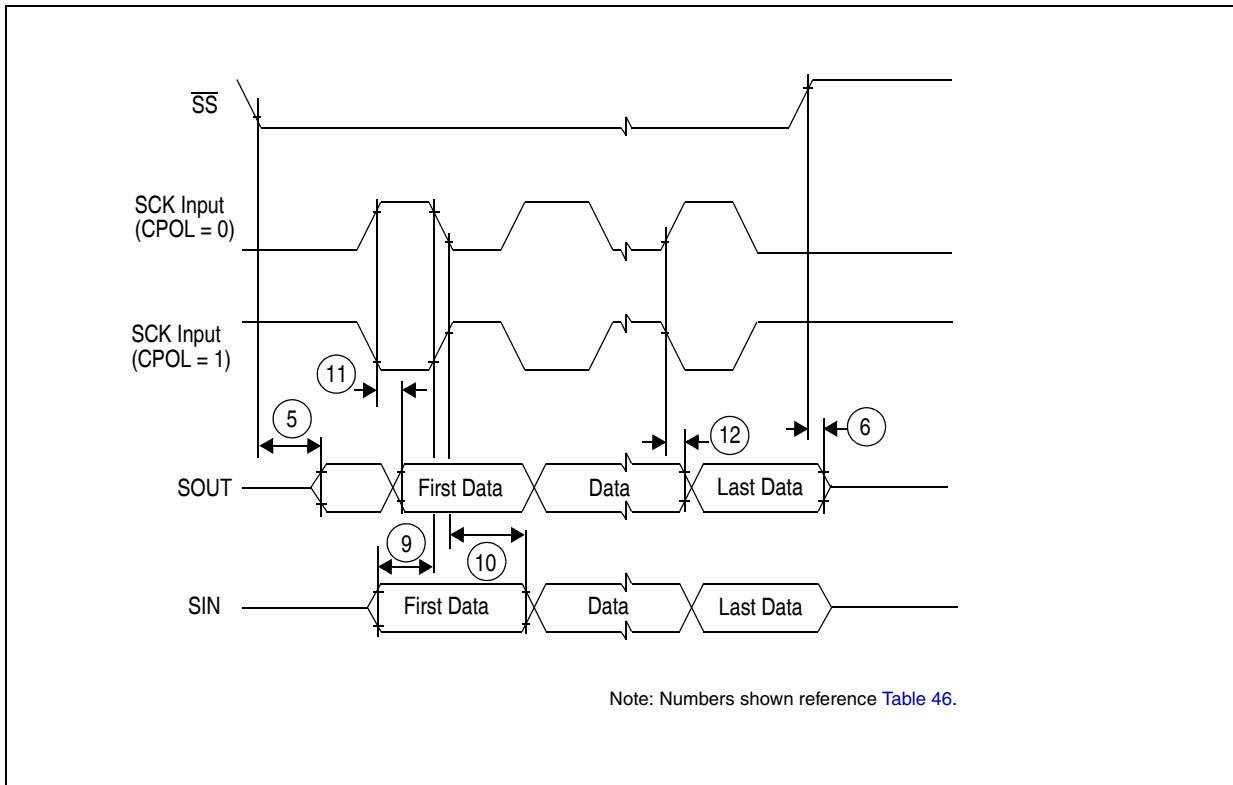 SS
SCK Input
(CPOL = 0)
SCK Input
(CPOL = 1)
11
5
12
6
SOUT
First Data
Data
Last Data
9
10
SIN
First Data
Data
Last Data
Note: Numbers shown reference Table 46.